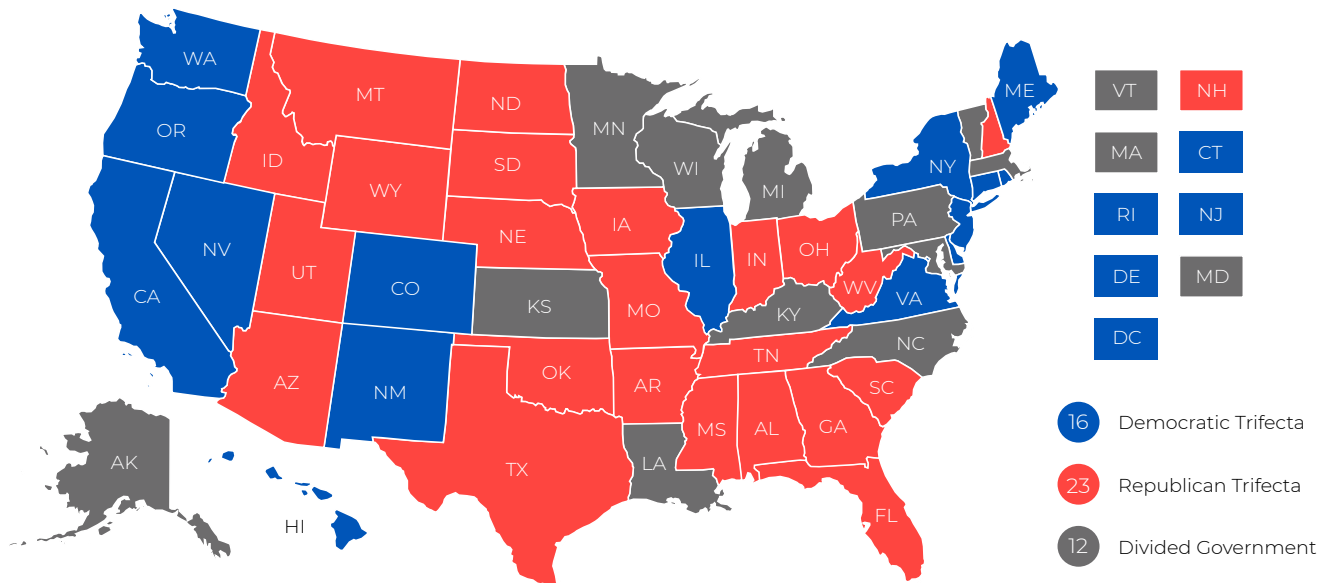 WA
ME
MT
ND
VT
NH
OR
MN
ID
SD
WI
NY
MA
CT
WY
MI
RI
NJ
IA
PA
NE
NV
OH
IL
IN
UT
CO
WV
DE
MD
CA
VA
KS
MO
KY
DC
NC
TN
AZ
OK
AR
NM
SC
16 Democratic Trifecta
MS
AL
GA
AK
LA
TX
23 Republican Trifecta
FL
HI
12 Divided Government